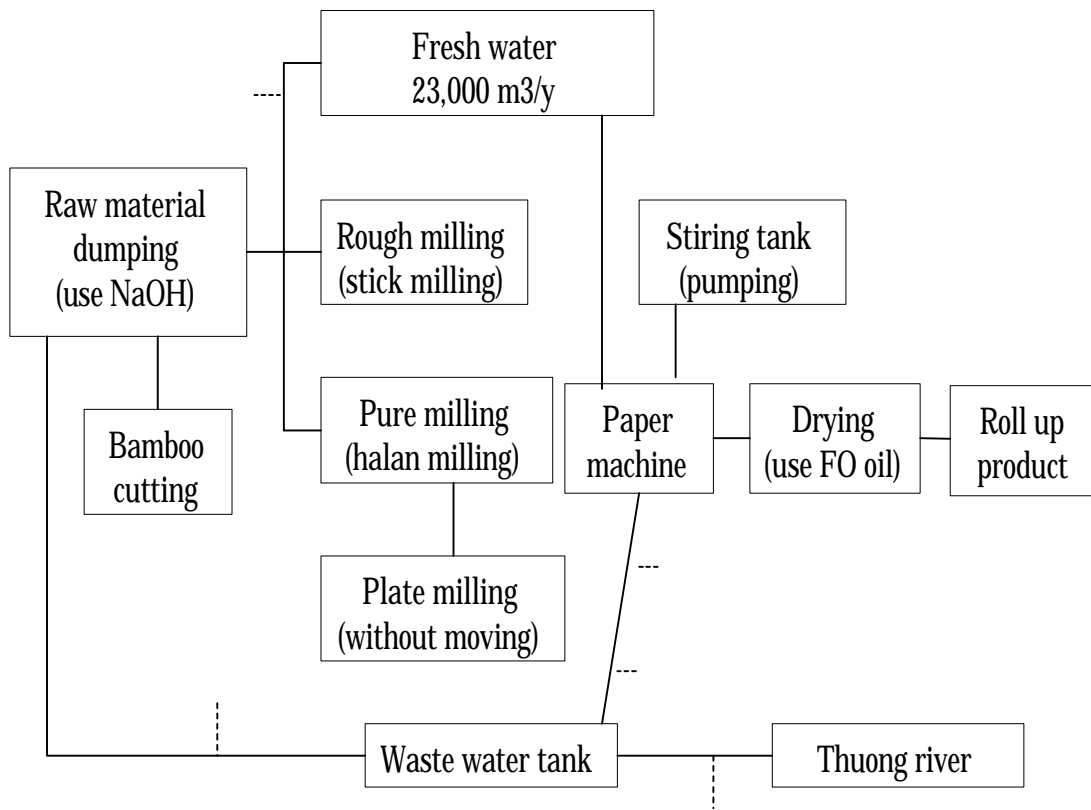 Fresh water
23,000 m3/y
Raw material
dumping
(use NaOH)
Rough milling
(stick milling)
Stiring tank
(pumping)
Bamboo
cutting
Pure milling
(halan milling)
Paper
machine
Drying
(use FO oil)
Roll up
product
Plate milling
(without moving)
Waste water tank
Thuong river